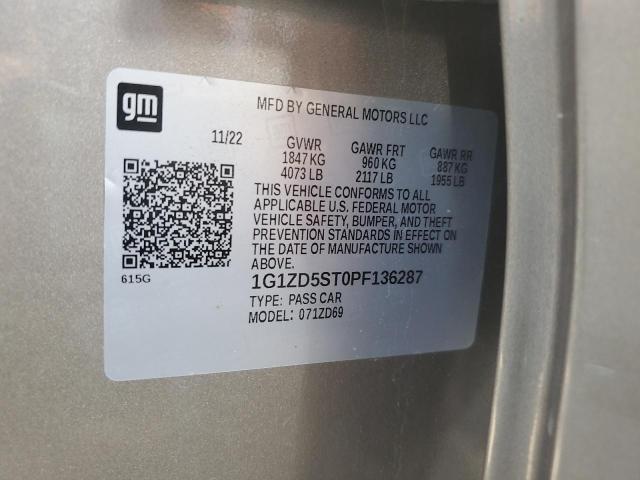 gm
MFD BY GENERAL MOTORS LLC
11/22 GVWR GAWR FRT GAWR RR
1847 KG 960 KG 887 KG
4073 LB 2117 LB 1955 LB
THIS VEHICLE CONFORMS TO ALL
APPLICABLE U.S. FEDERAL MOTOR
VEHICLE SAFETY, BUMPER, AND THEFT
PREVENTION STANDARDS IN EFFECT ON
THE DATE OF MANUFACTURE SHOWN
ABOVE.
615G
1G1ZD5ST0PF136287
TYPE: PASS CAR
MODEL: 071ZD69